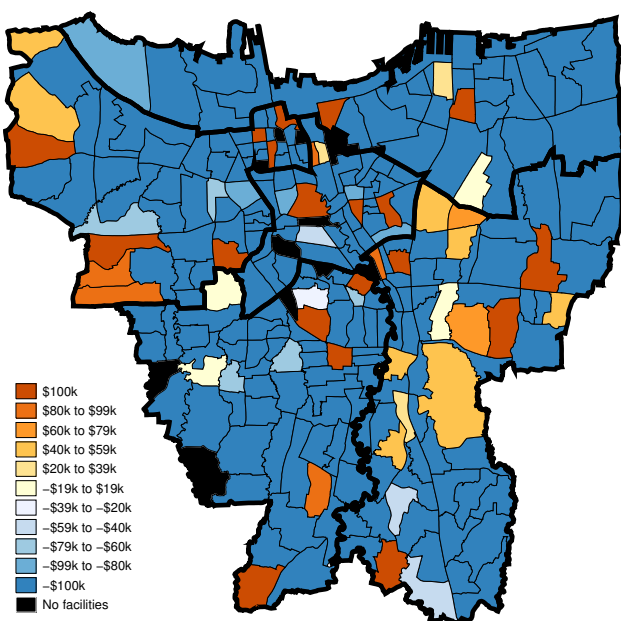 $100k
$80k to $99k
$60k to $79k
$40k to $59k
$20k to $39k
−$19k to $19k
−$39k to −$20k
−$59k to −$40k
−$79k to −$60k
−$99k to −$80k
−$100k
No facilities